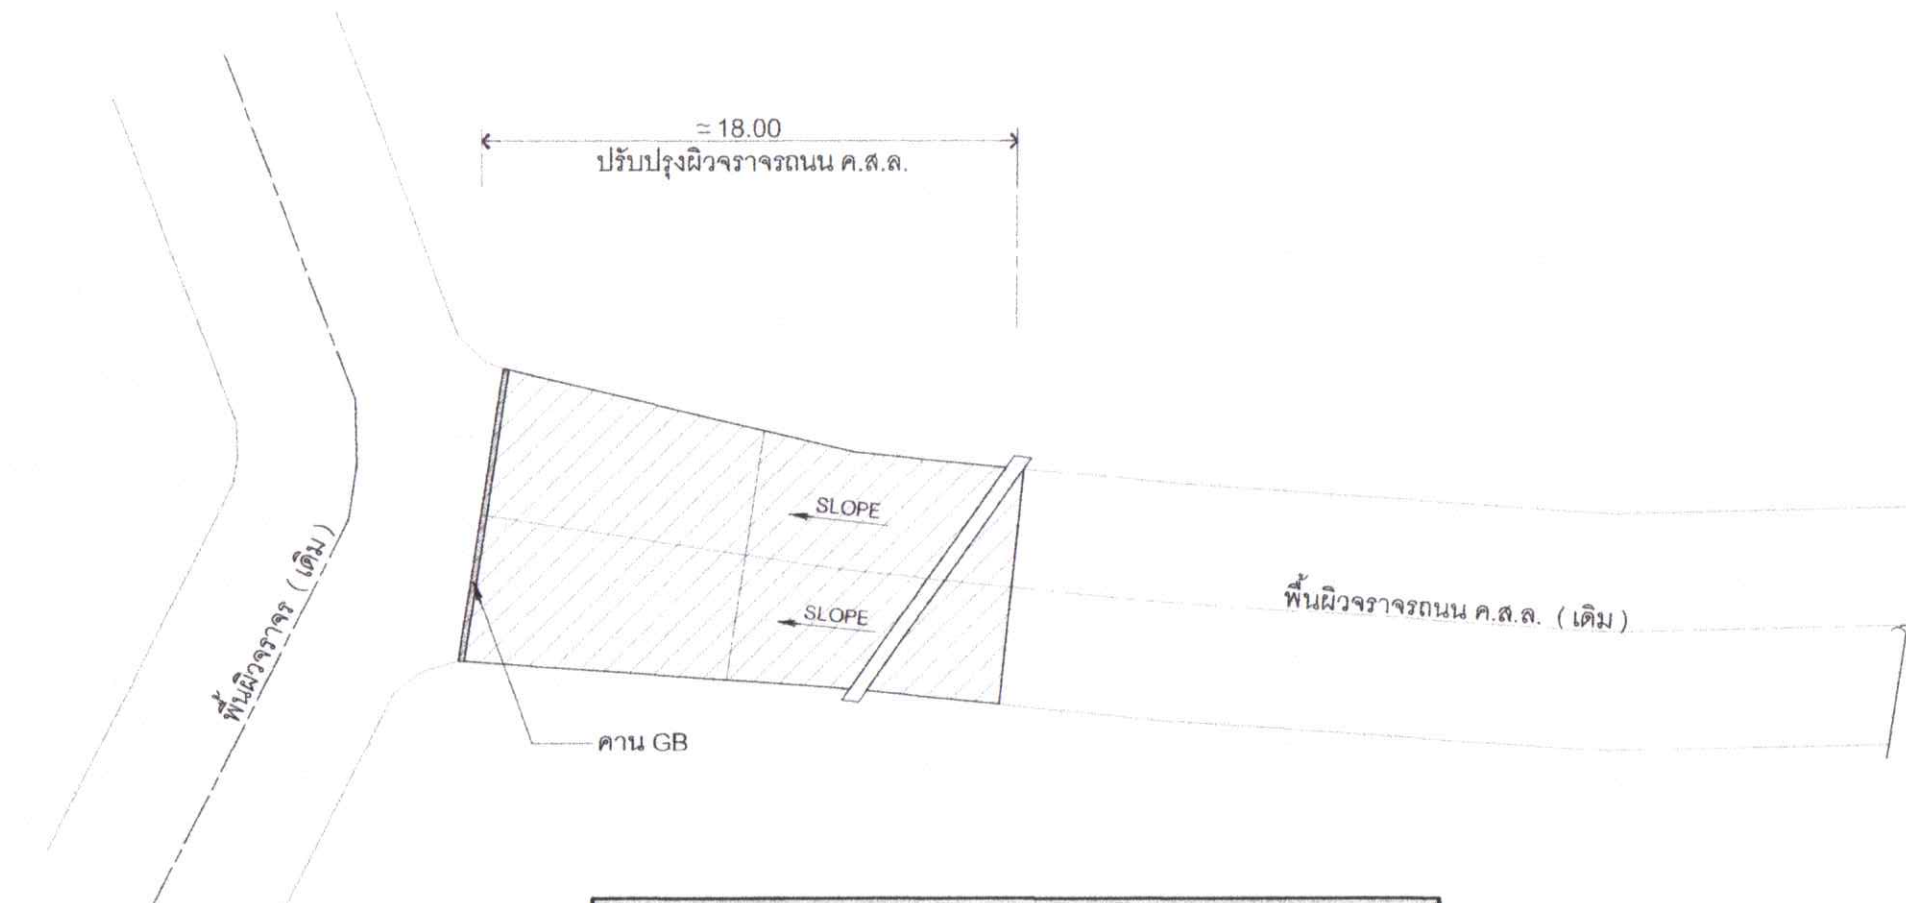 ≈18.00
ปรับปรุงผิวจราจรถนน ค.ส.ล.
SLOPE
SLOPE
พื้นผิวจราจร (เดิม)
พื้นผิวจราจรถนน ค.ส.ล. (เดิม)
คาน GB